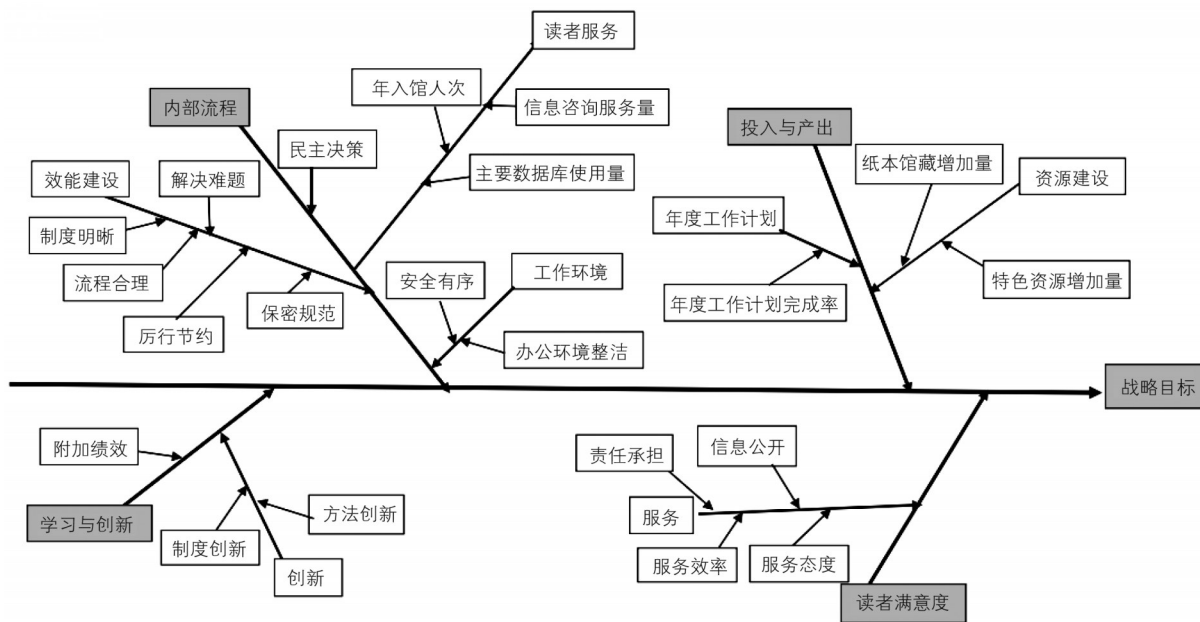 读者服务
年入馆人次
信息咨询服务量
内部流程
民主决策
主要数据库使用量
效能建设
解决难题
制度明晰
流程合理
厉行节约
保密规范
安全有序
工作环境
办公环境整洁
投入与产出
纸本馆藏增加量
资源建设
年度工作计划
特色资源增加量
年度工作计划完成率
战略目标
附加绩效
学习与创新
方法创新
制度创新
创新
责任承担
信息公开
服务
服务效率
服务态度
读者满意度